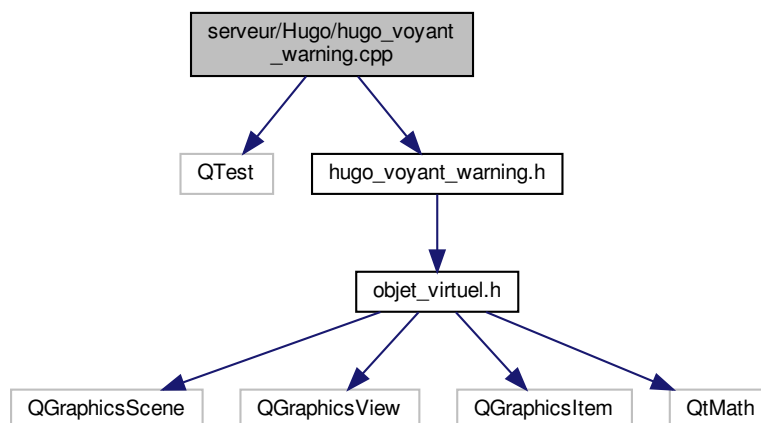 serveur/Hugo/hugo_voyant
_warning.cpp
QTest
hugo_voyant_warning.h
objet_virtuel.h
QGraphicsScene
QGraphicsView
QGraphicsItem
QtMath